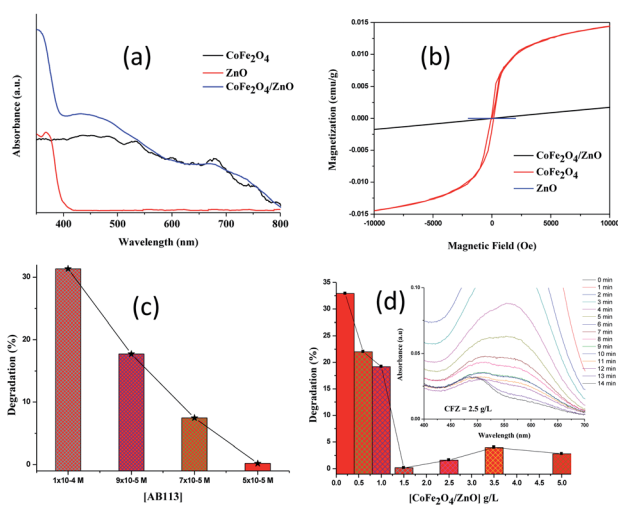 (a)
CoFe2O4
ZnO
CoFe2O4/ZnO
Absorbance (a.u.)
400 500 600 700 800
Wavelength (nm)
(b)
0.015
0.010
0.005
0.000
-0.005
-0.010
-0.015
Magnetization (emu/g)
CoFe2O4/ZnO
CoFe2O4
ZnO
-10000 -5000 0 5000 10000
Magnetic Field (Oe)
(c)
30
20
10
0
Degradation (%)
1x10-4 M 9x10-5 M 7x10-5 M 5x10-5 M
[AB113]
(d)
35
30
25
20
15
10
5
0
Degradation (%)
0.0 0.5 1.0 1.5 2.0 2.5 3.0 3.5 4.0 4.5 5.0
[CoFe2O4/ZnO] g/L
0.10
0.05
0.00
Absorbance (a.u)
CFZ = 2.5 g/L
400 450 500 550 600 650 700
Wavelength (nm)
0 min
1 min
2 min
3 min
4 min
5 min
6 min
7 min
8 min
9 min
10 min
11 min
12 min
13 min
14 min